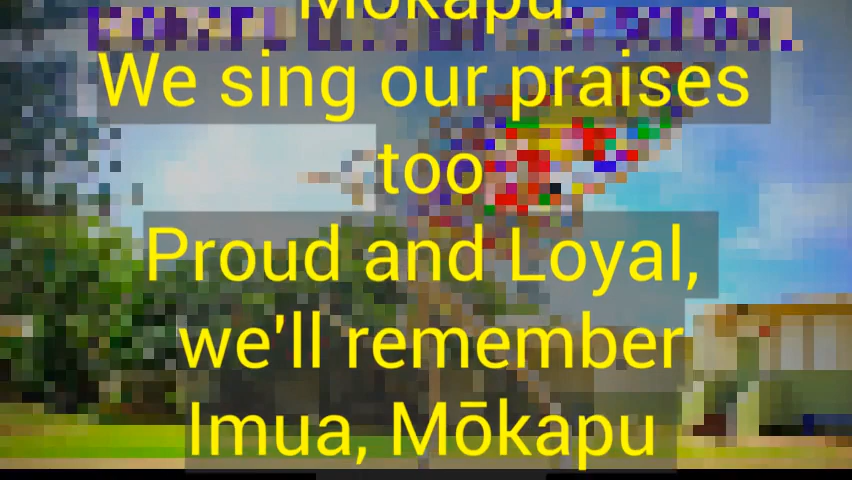 Mōkapu
We sing our praises
too
Proud and Loyal,
we'll remember
Imua, Mōkapu